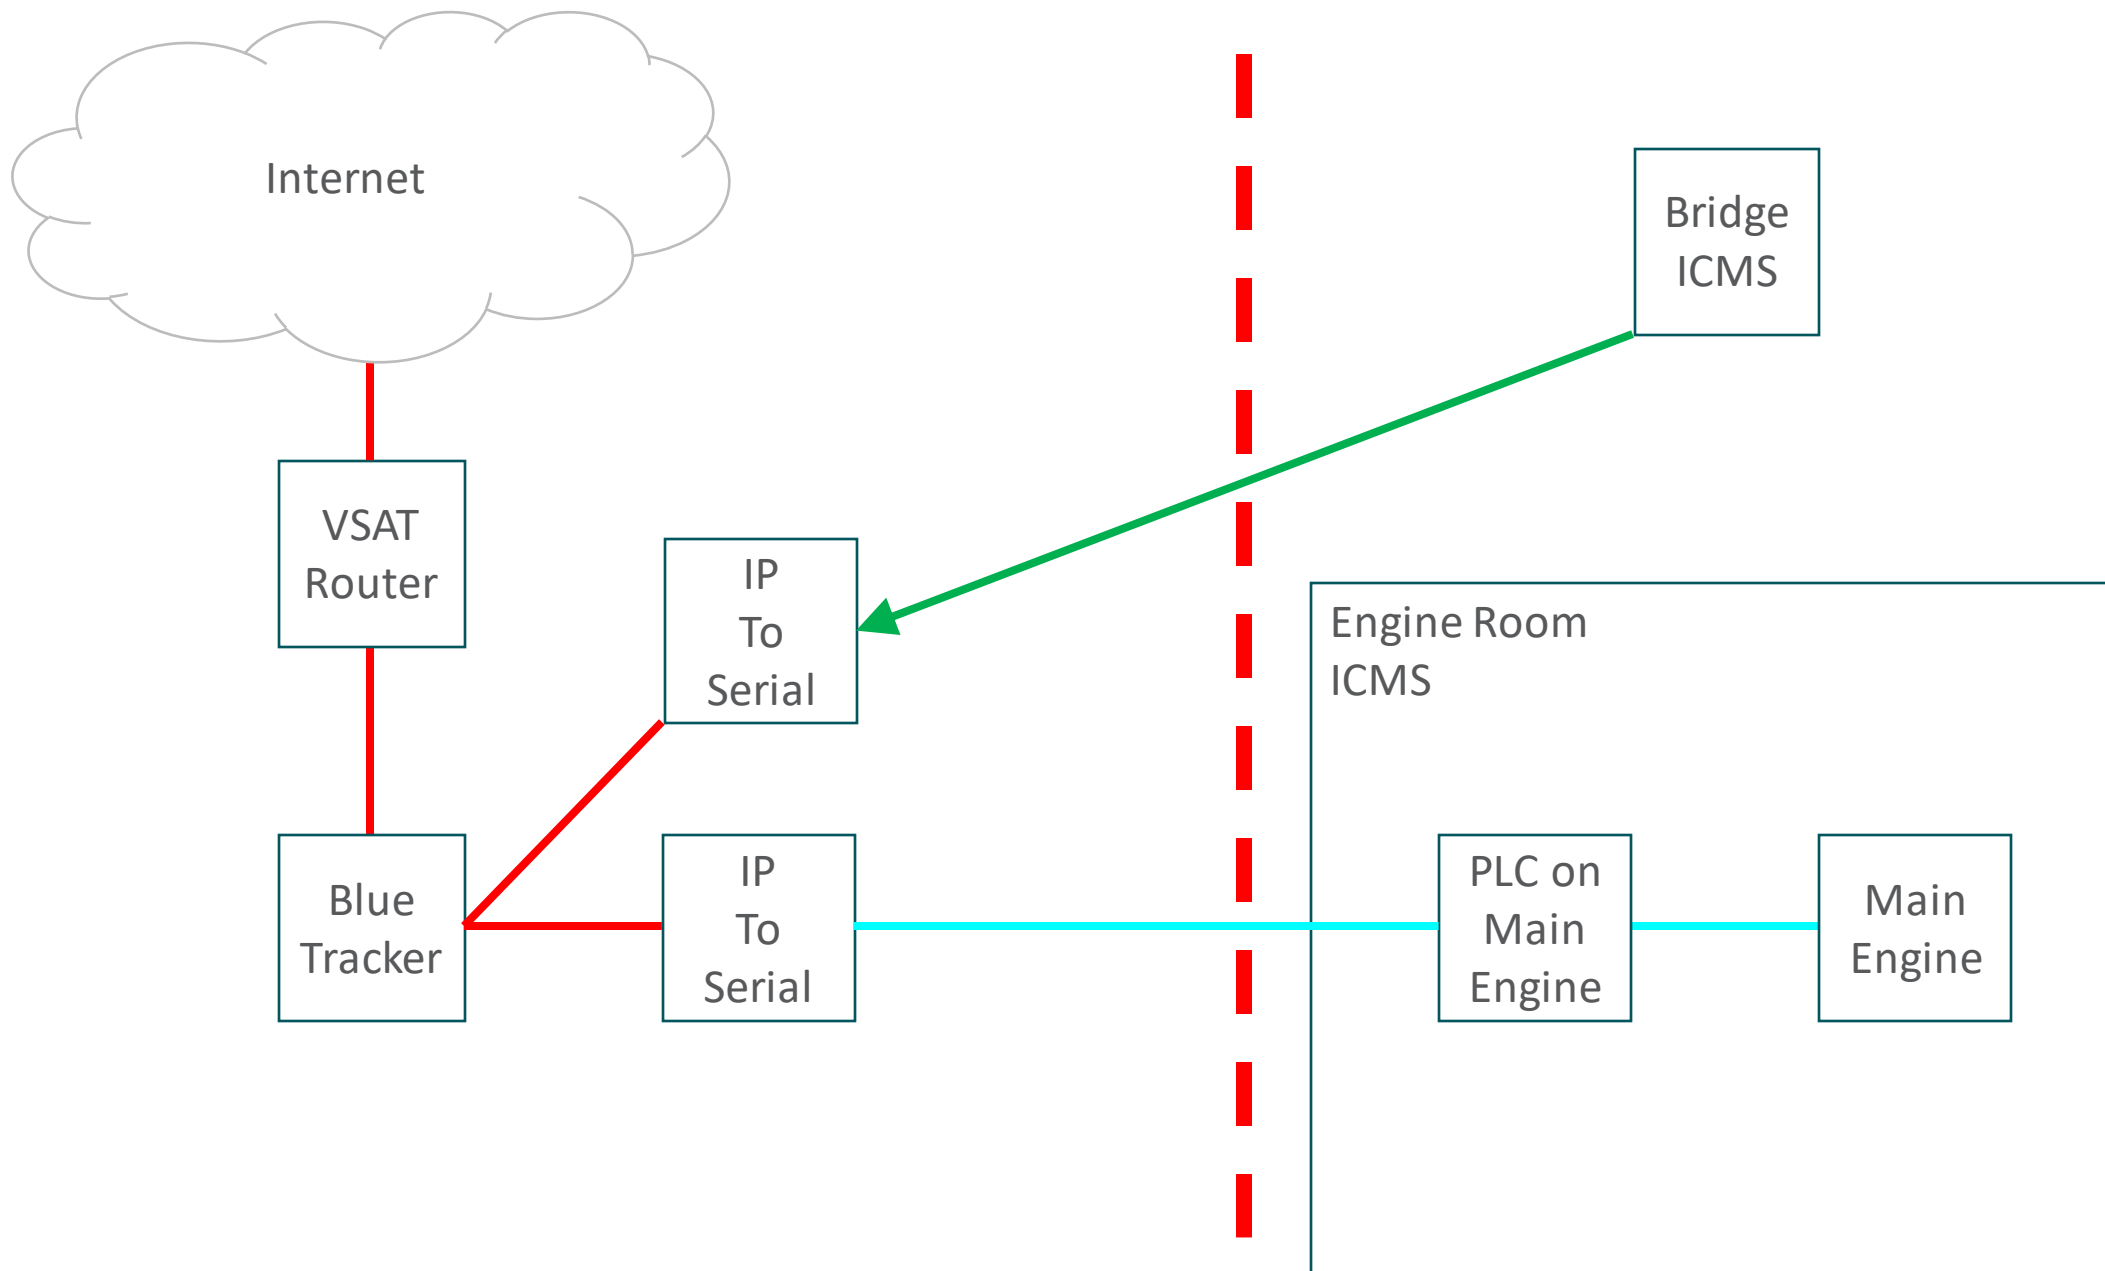 Internet
Bridge
ICMS
VSAT
Router
IP
To
Serial
Engine Room
ICMS
Blue
Tracker
IP
To
Serial
PLC on
Main
Engine
Main
Engine